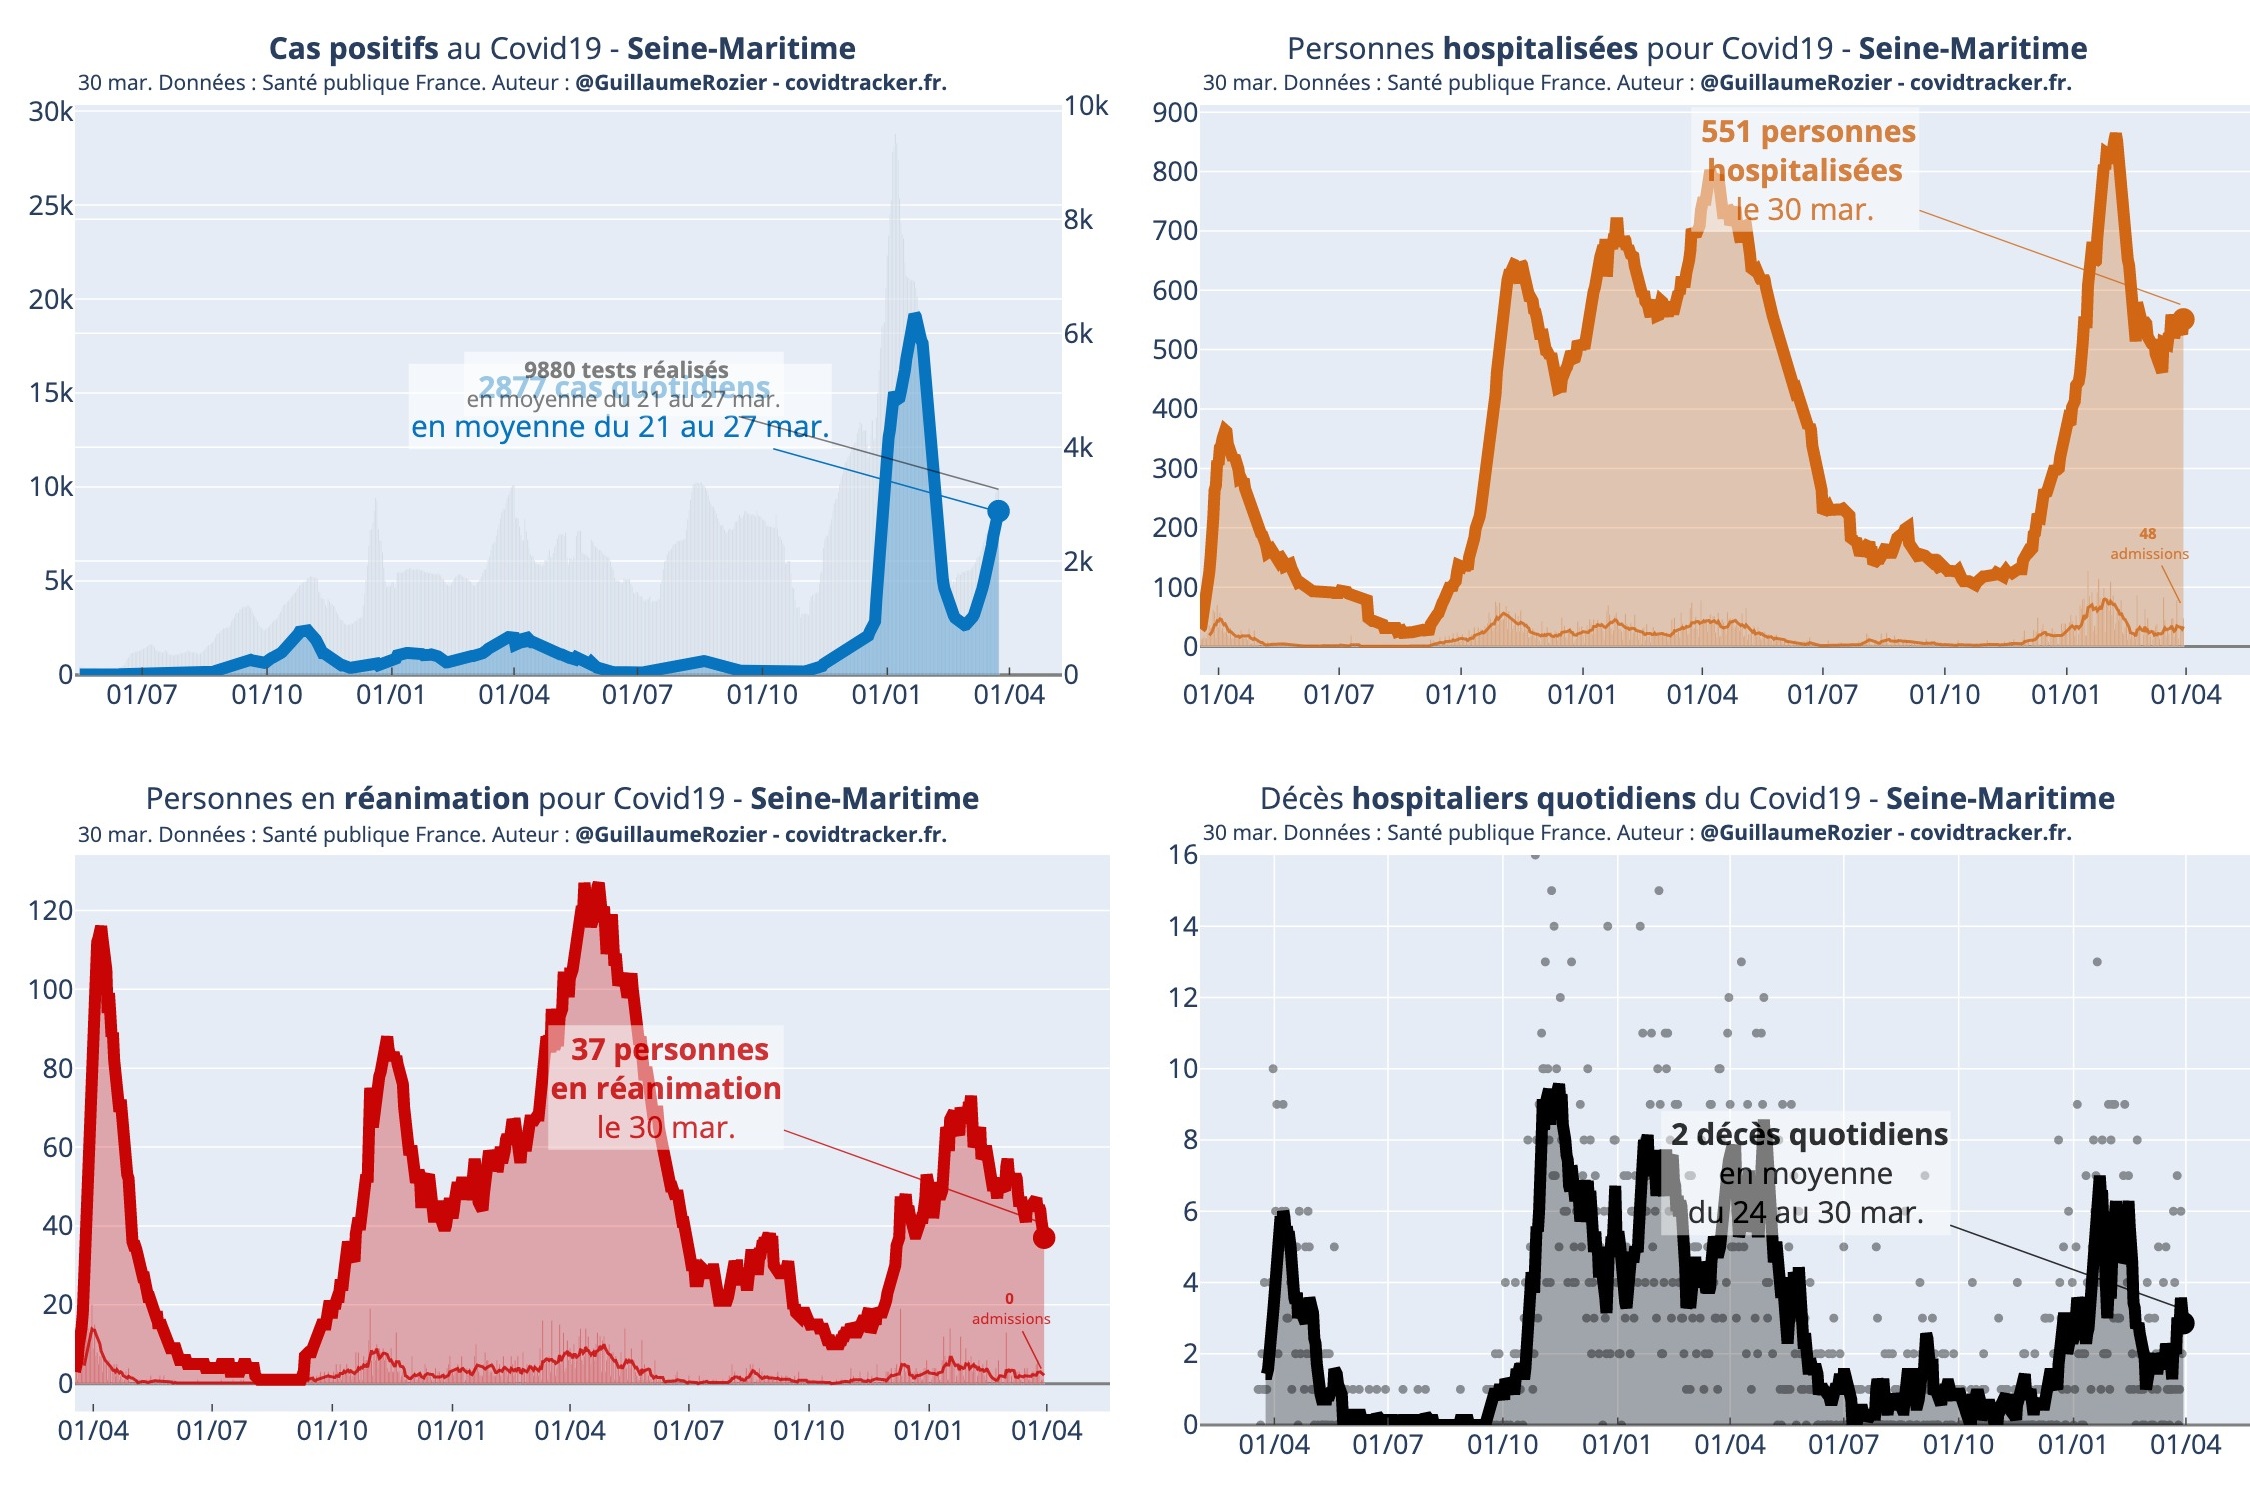 Cas positifs au Covid19 - Seine-Maritime
30 mar. Données : Santé publique France. Auteur : @GuillaumeRozier - covidtracker.fr.
30k
25k
20k
15k
10k
5k
0
10k
8k
6k
4k
2k
0
9880 tests réalisés
en moyenne du 21 au 27 mar.
2877 cas quotidiens
en moyenne du 21 au 27 mar.
01/07 01/10 01/01 01/04 01/07 01/10 01/01 01/04
Personnes hospitalisées pour Covid19 - Seine-Maritime
30 mar. Données : Santé publique France. Auteur : @GuillaumeRozier - covidtracker.fr.
900
800
700
600
500
400
300
200
100
0
551 personnes
hospitalisées
le 30 mar.
48
admissions
01/04 01/07 01/10 01/01 01/04 01/07 01/10 01/01 01/04
Personnes en réanimation pour Covid19 - Seine-Maritime
30 mar. Données : Santé publique France. Auteur : @GuillaumeRozier - covidtracker.fr.
120
100
80
60
40
20
0
37 personnes
en réanimation
le 30 mar.
0
admissions
01/04 01/07 01/10 01/01 01/04 01/07 01/10 01/01 01/04
Décès hospitaliers quotidiens du Covid19 - Seine-Maritime
30 mar. Données : Santé publique France. Auteur : @GuillaumeRozier - covidtracker.fr.
16
14
12
10
8
6
4
2
0
2 décès quotidiens
en moyenne
du 24 au 30 mar.
01/04 01/07 01/10 01/01 01/04 01/07 01/10 01/01 01/04